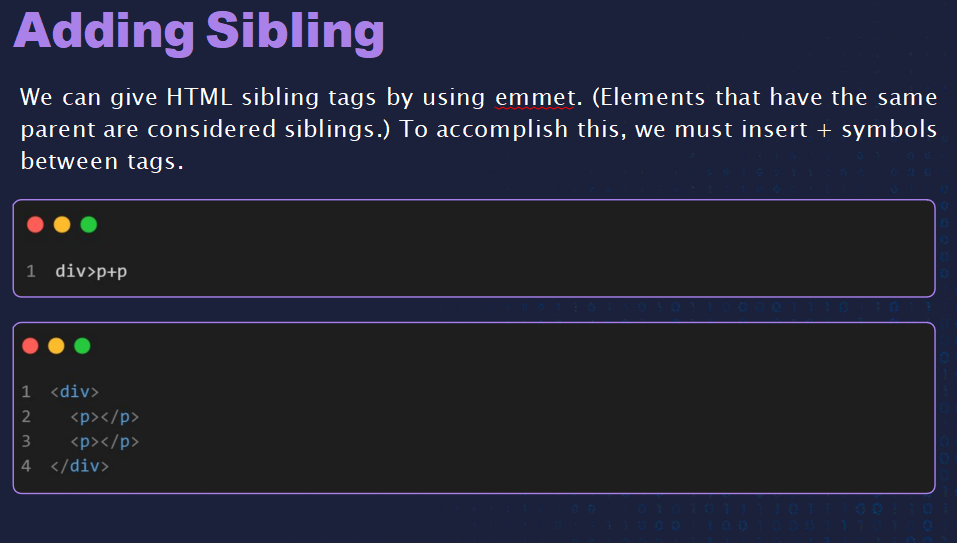 Adding Sibling
We can give HTML sibling tags by using emmet. (Elements that have the same
parent are considered siblings.) To accomplish this, we must insert + symbols
between tags.
1 div>p+p
1 <div>
2   <p></p>
3   <p></p>
4 </div>